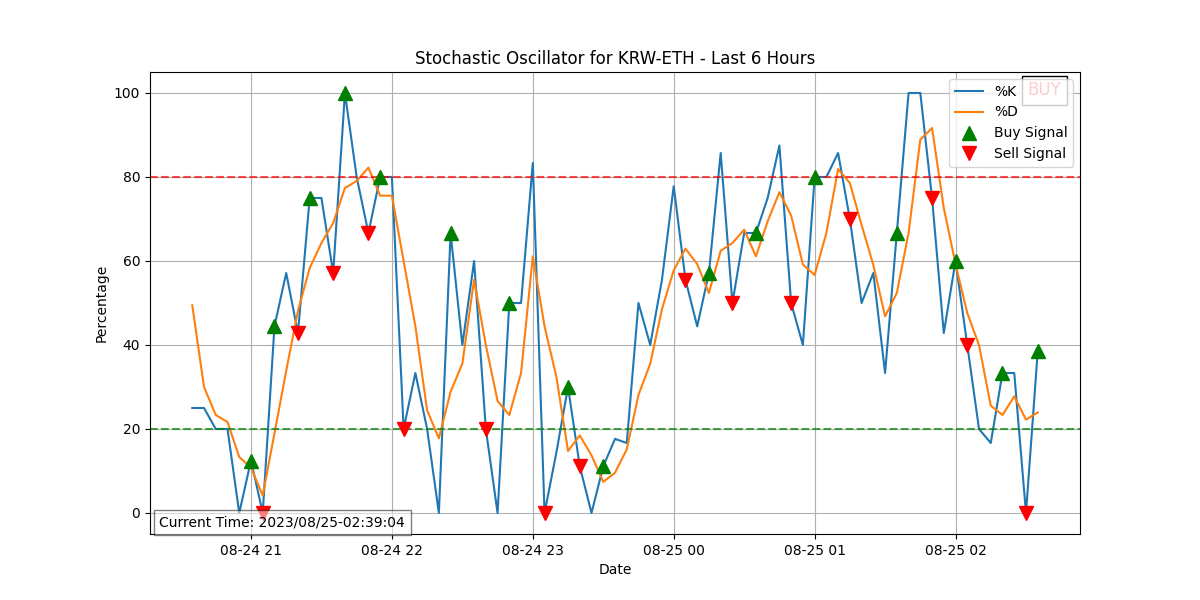 Stochastic Oscillator for KRW-ETH - Last 6 Hours
BUY
%K
%D
Buy Signal
Sell Signal
100
80
60
40
20
0
Percentage
Current Time: 2023/08/25-02:39:04
08-24 21
08-24 22
08-24 23
08-25 00
08-25 01
08-25 02
Date